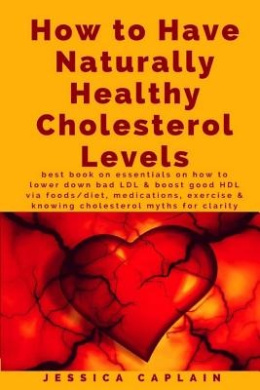 How to Have
Naturally
Healthy
Cholesterol
Levels
best book on essentials on how to
lower down bad LDL & boost good HDL
via foods/diet, medications, exercise &
knowing cholesterol myths for clarity
JESSICA CAPLAIN